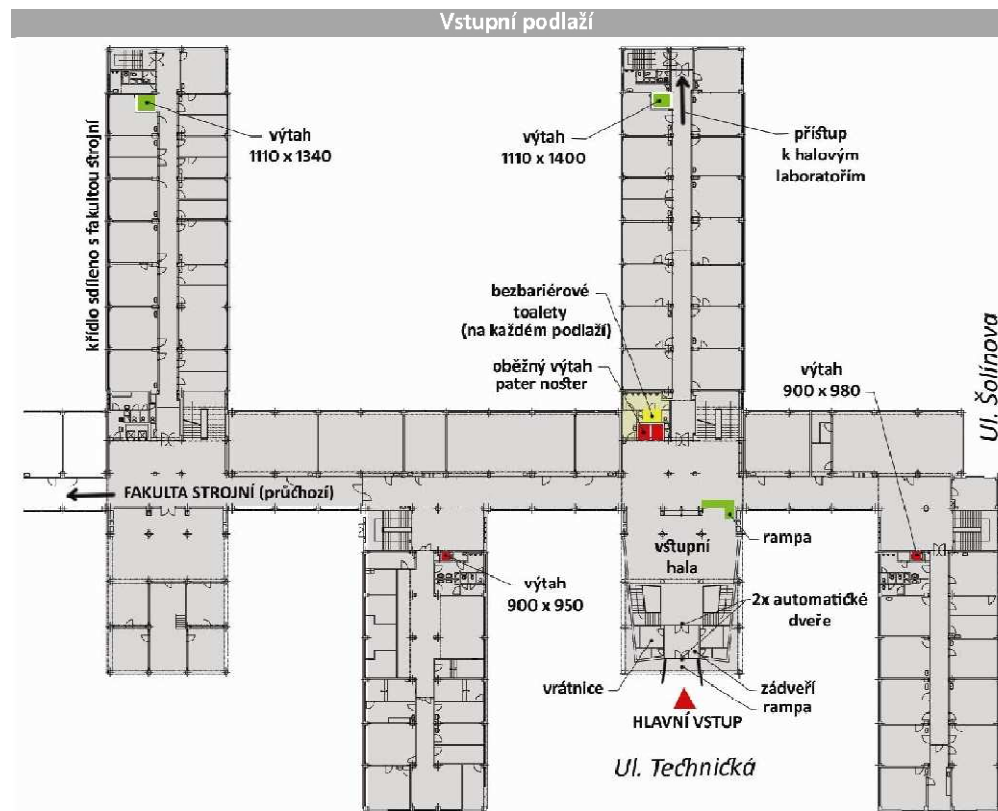 Vstupní podlaží
křídlo sdíleno s fakultou strojní
výtah
1110 x 1340
výtah
1110 x 1400
přístup
k halovým
laboratořím
bezbariérové
toalety
(na každém podlaží)
oběžný výtah
pater noster
výtah
900 x 980
Ul. Šolínova
FAKULTA STROJNÍ (průchozí)
vstupní
hala
rampa
výtah
900 x 950
2x automatické
dveře
vrátnice
zádveří
rampa
HLAVNÍ VSTUP
Ul. Technická